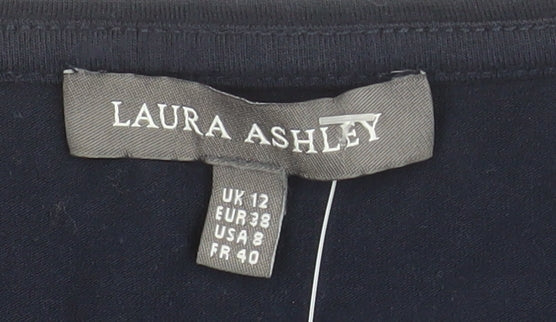 LAURA ASHLEY
UK 12
EUR 38
USA 8
FR 40